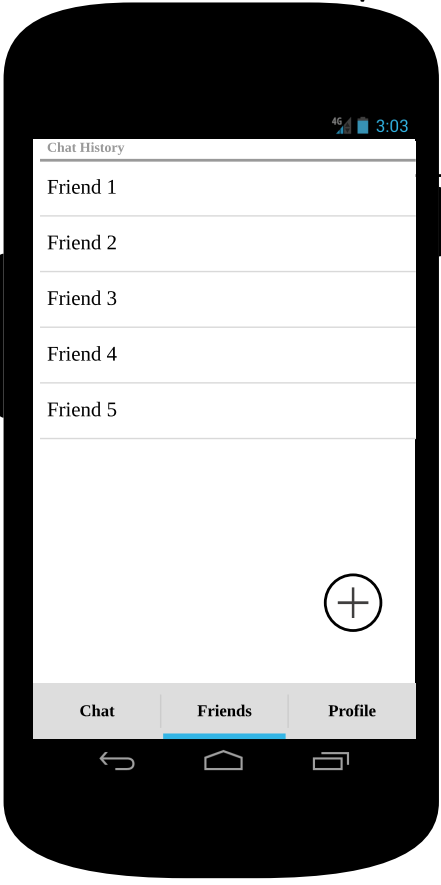 4G 3:03
Chat History
Friend 1
Friend 2
Friend 3
Friend 4
Friend 5
Chat Friends Profile